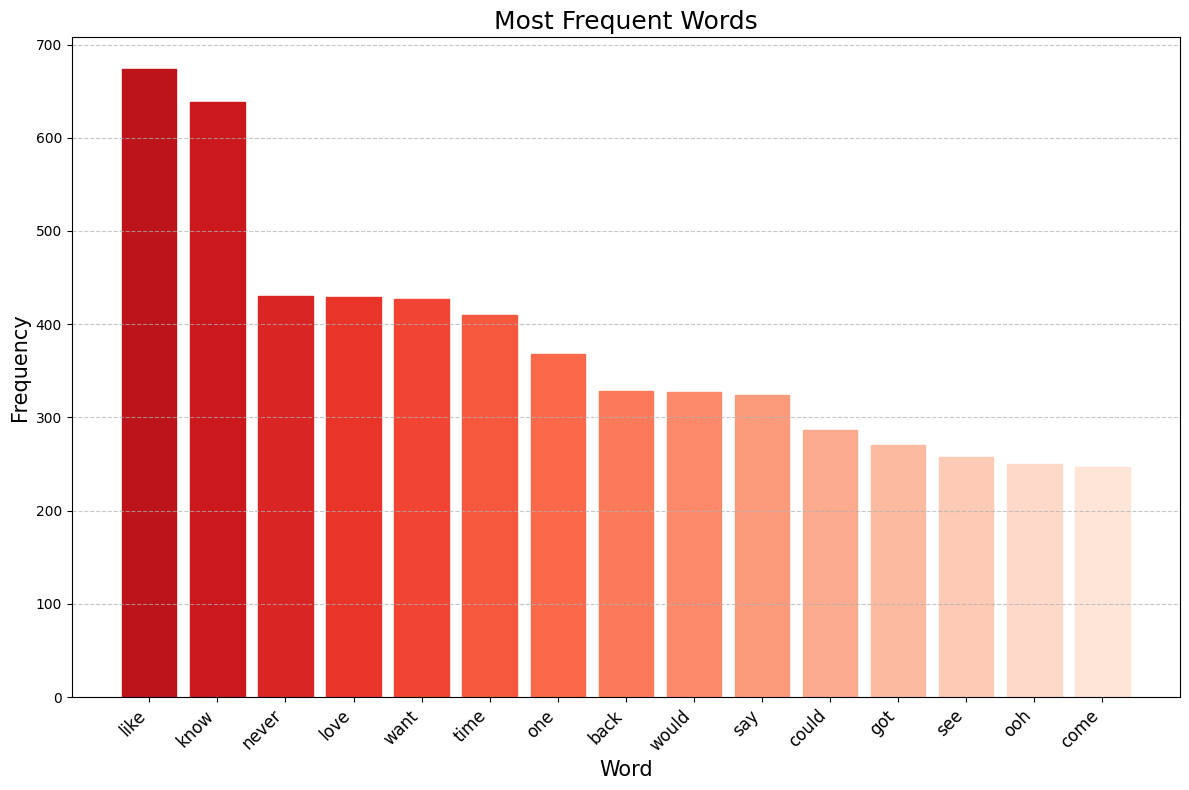 Most Frequent Words
700
600
500
400
300
200
100
0
Frequency
like
know
never
love
want
time
one
back
would
say
could
got
see
ooh
come
Word